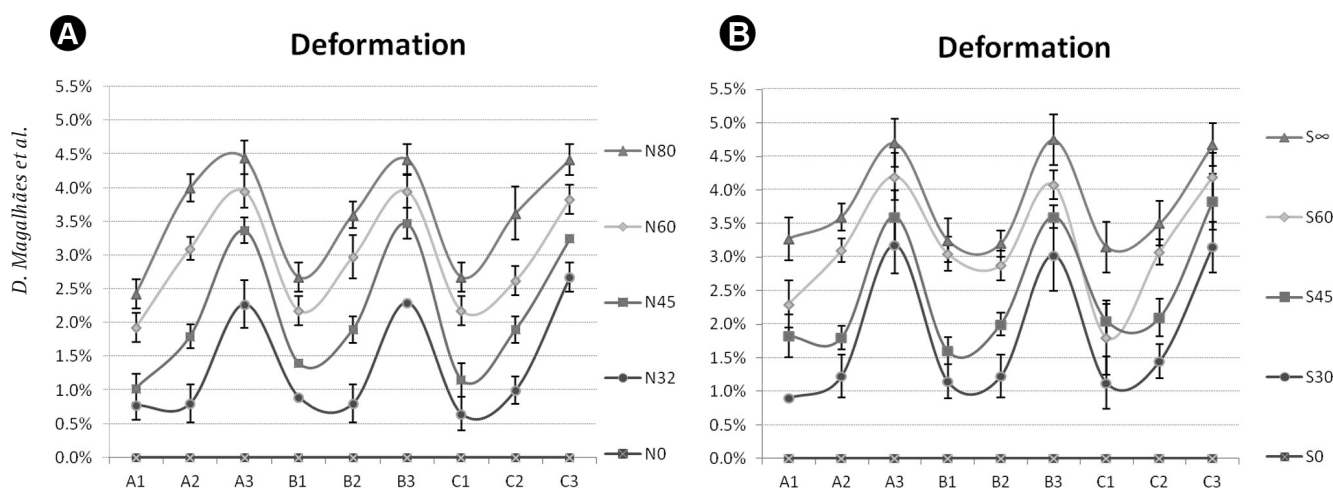 A
Deformation
D. Magalhães et al.
5.5%
5.0%
4.5%
4.0%
3.5%
3.0%
2.5%
2.0%
1.5%
1.0%
0.5%
0.0%
A1 A2 A3 B1 B2 B3 C1 C2 C3
N80
N60
N45
N32
N0
B
Deformation
5.5%
5.0%
4.5%
4.0%
3.5%
3.0%
2.5%
2.0%
1.5%
1.0%
0.5%
0.0%
A1 A2 A3 B1 B2 B3 C1 C2 C3
S∞
S60
S45
S30
S0